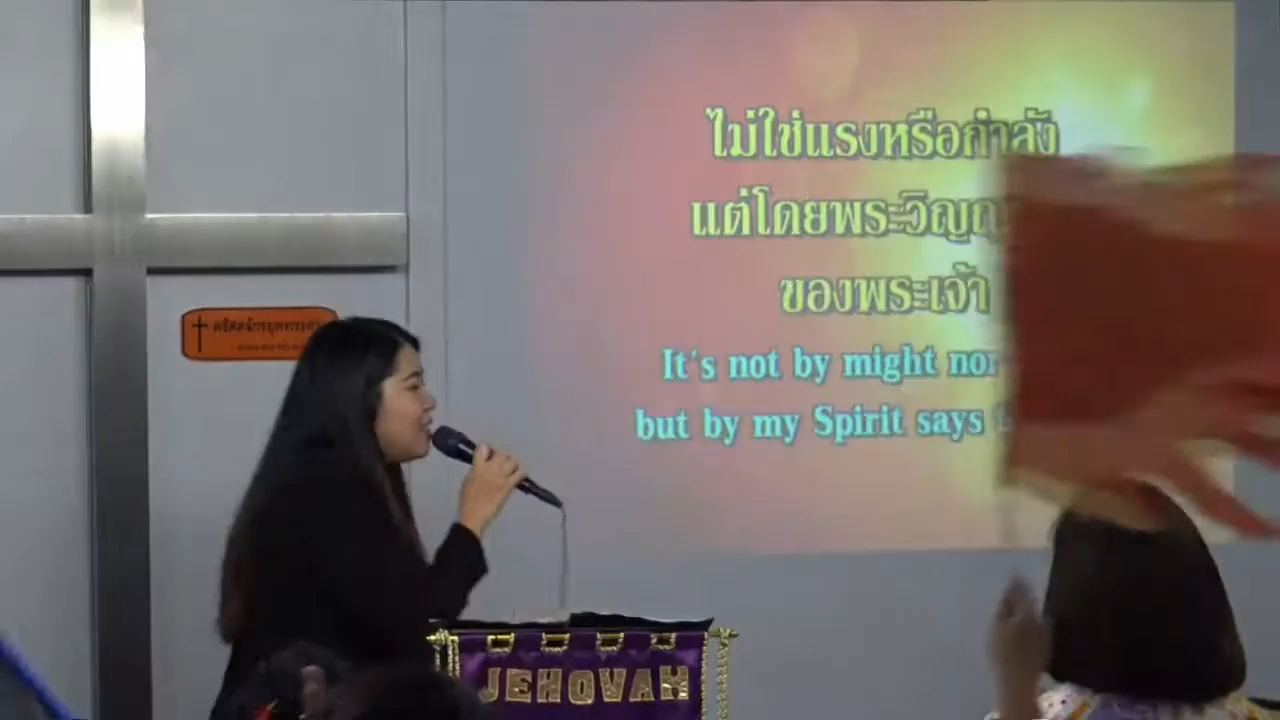 ไม่ใช่แรงหรือกำลัง
แต่โดยพระวิญญ
ของพระเจ้า
It's not by might nor
but by my Spirit says
JEHOVAH